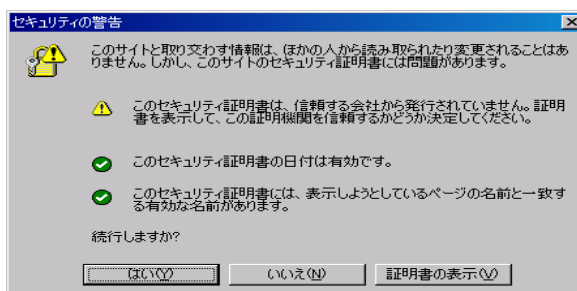 セキュリティの警告
このサイトと取り交わす情報は、ほかの人から読み取られたり変更されることはあ
りません。しかし、このサイトのセキュリティ証明書には問題があります。
このセキュリティ証明書は、信頼する会社から発行されていません。証明
書を表示して、この証明機関を信頼するかどうか決定してください。
このセキュリティ証明書の日付は有効です。
このセキュリティ証明書には、表示しようとしているページの名前と一致す
る有効な名前があります。
続行しますか?
はい(Y) いいえ(N) 証明書の表示(V)